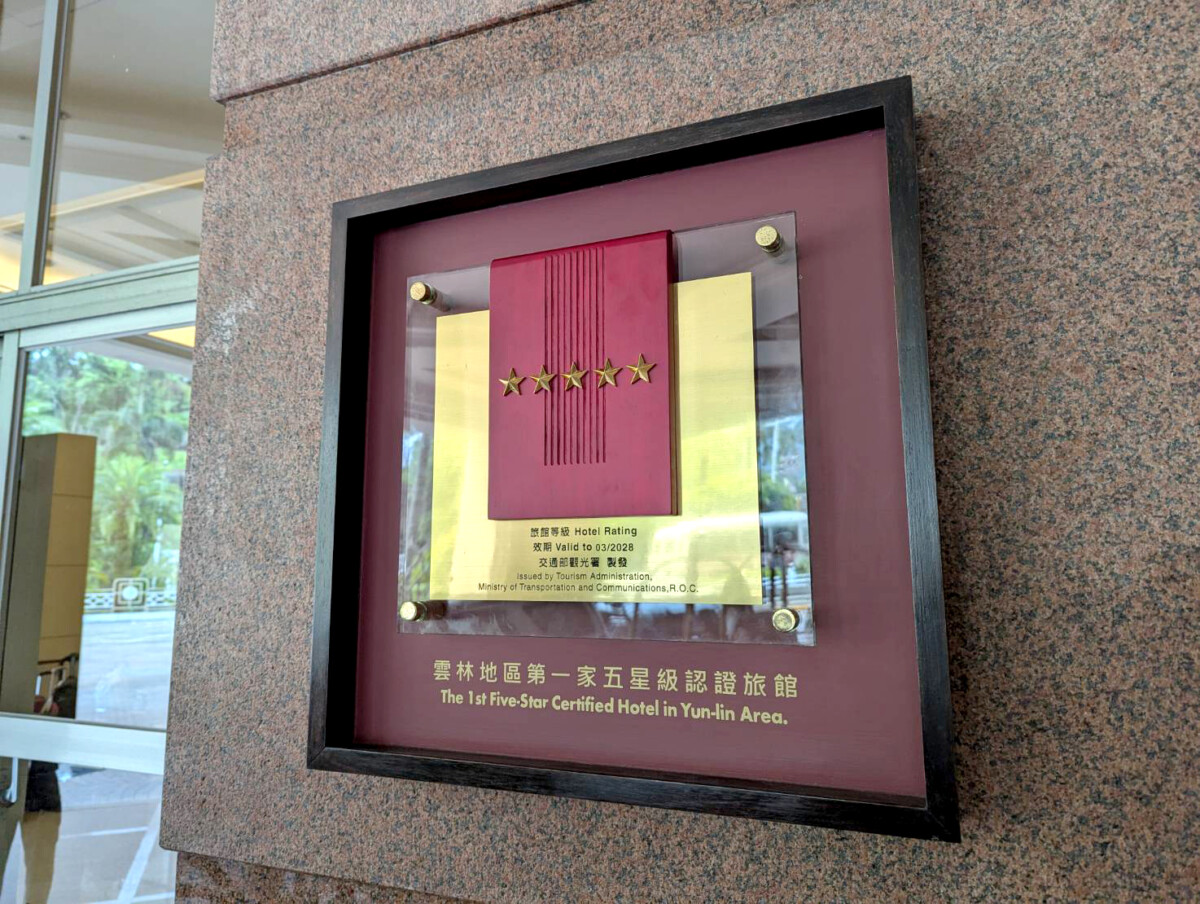 旅館等級 Hotel Rating
效期 Valid to 03/2028
交通部觀光署 製發
Issued by Tourism Administration,
Ministry of Transportation and Communications,R.O.C.
雲林地區第一家五星級認證旅館
The 1st Five-Star Certified Hotel in Yun-lin Area.